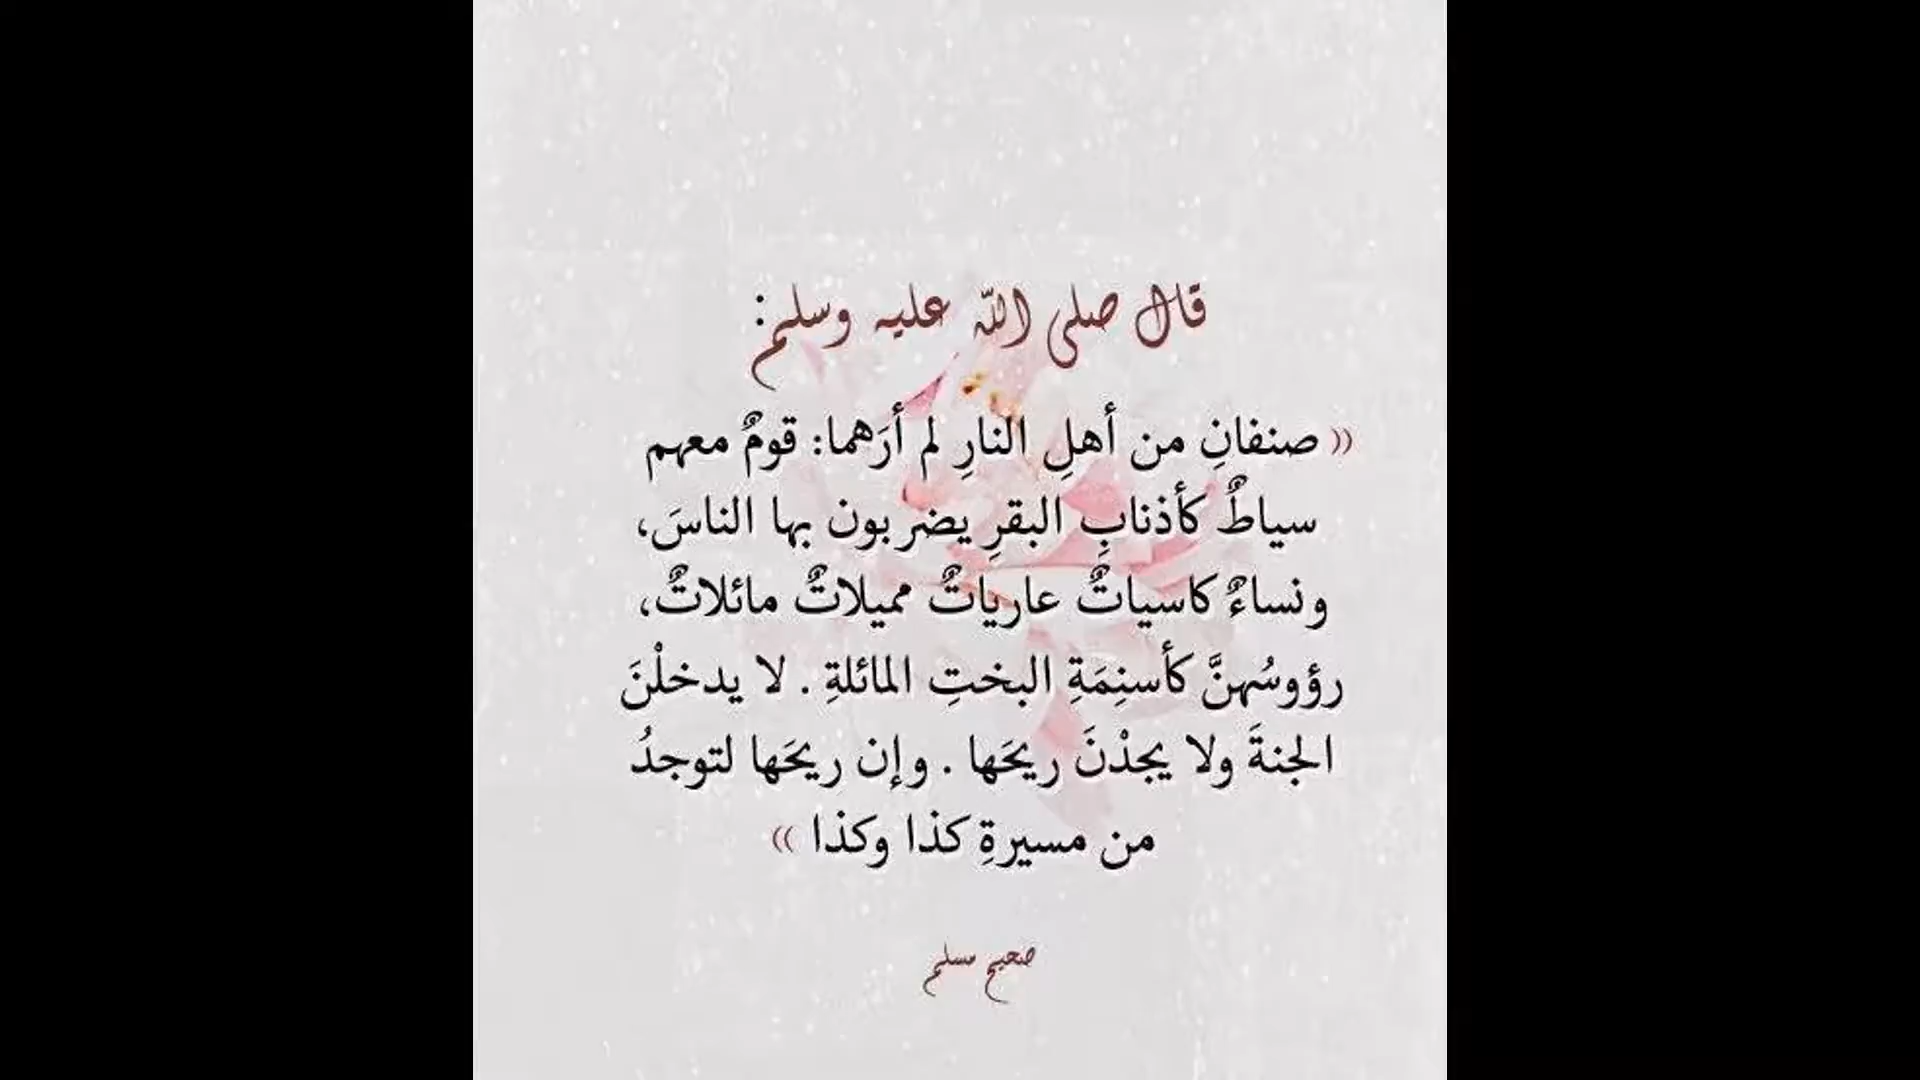 قال صلى اللّه عليه وسلم:
(( صنفانِ من أهلِ النارِ لم أرَهما: قومٌ معهم
سياطٌ كأذنابِ البقرِ يضربون بها الناسَ،
ونساءٌ كاسياتٌ عارياتٌ مميلاتٌ مائلاتٌ،
رؤوسُهنَّ كأسنِمَةِ البختِ المائلةِ . لا يدخلْنَ
الجنةَ ولا يجدْنَ ريحَها . وإن ريحَها لتوجدُ
من مسيرةِ كذا وكذا ))
صحيح مسلم